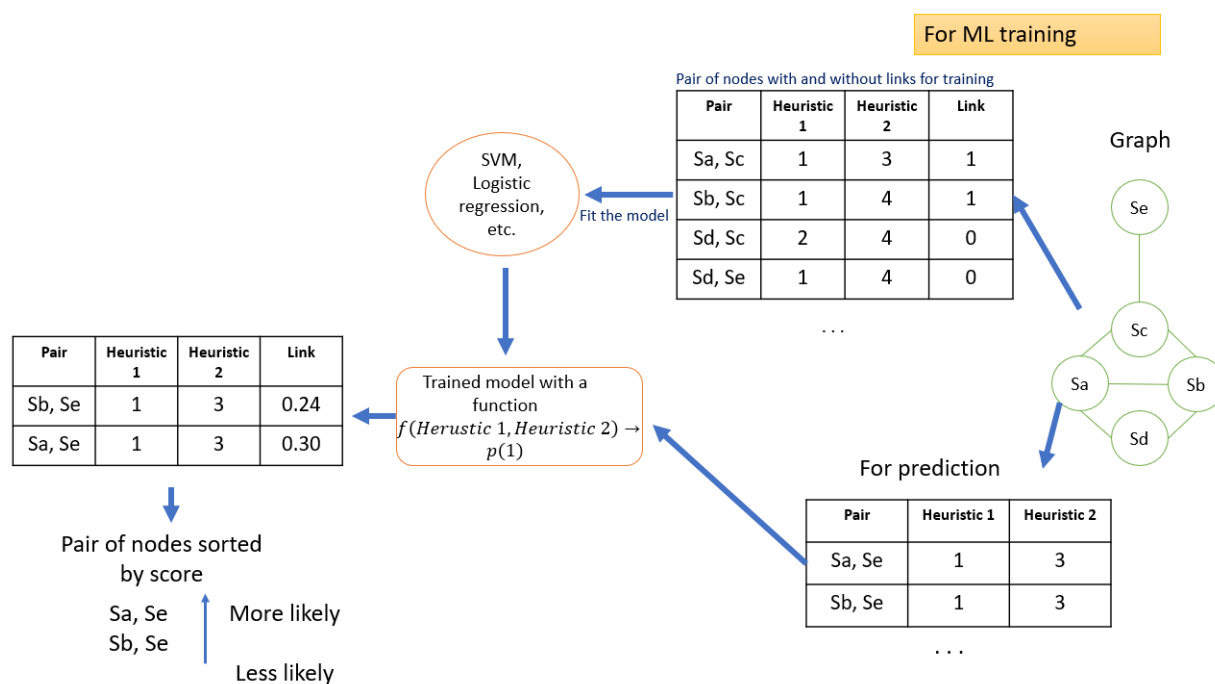 For ML training
Pair of nodes with and without links for training
Pair Heuristic 1 Heuristic 2 Link
Sa, Sc 1 3 1
Sb, Sc 1 4 1
Sd, Sc 2 4 0
Sd, Se 1 4 0
. . .
Graph
Se
Sc
Sa
Sb
Sd
SVM,
Logistic
regression,
etc.
Fit the model
Trained model with a
function
f(Herustic 1, Heuristic 2) →
p(1)
For prediction
Pair Heuristic 1 Heuristic 2
Sa, Se 1 3
Sb, Se 1 3
. . .
Pair Heuristic 1 Heuristic 2 Link
Sb, Se 1 3 0.24
Sa, Se 1 3 0.30
Pair of nodes sorted
by score
Sa, Se
Sb, Se
More likely
Less likely